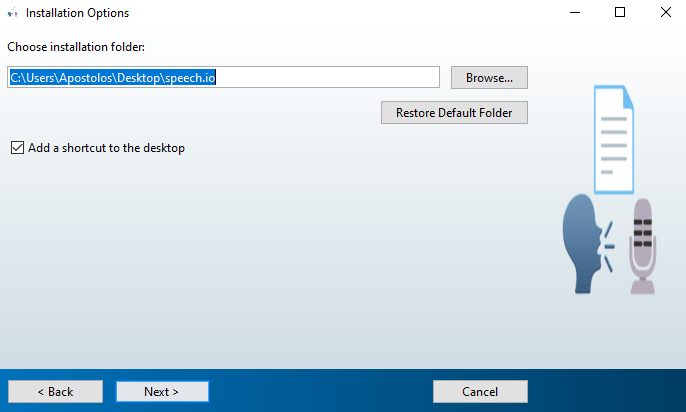 Installation Options
Choose installation folder:
C:\Users\Apostolos\Desktop\speech.io
Browse...
Restore Default Folder
Add a shortcut to the desktop
< Back
Next >
Cancel